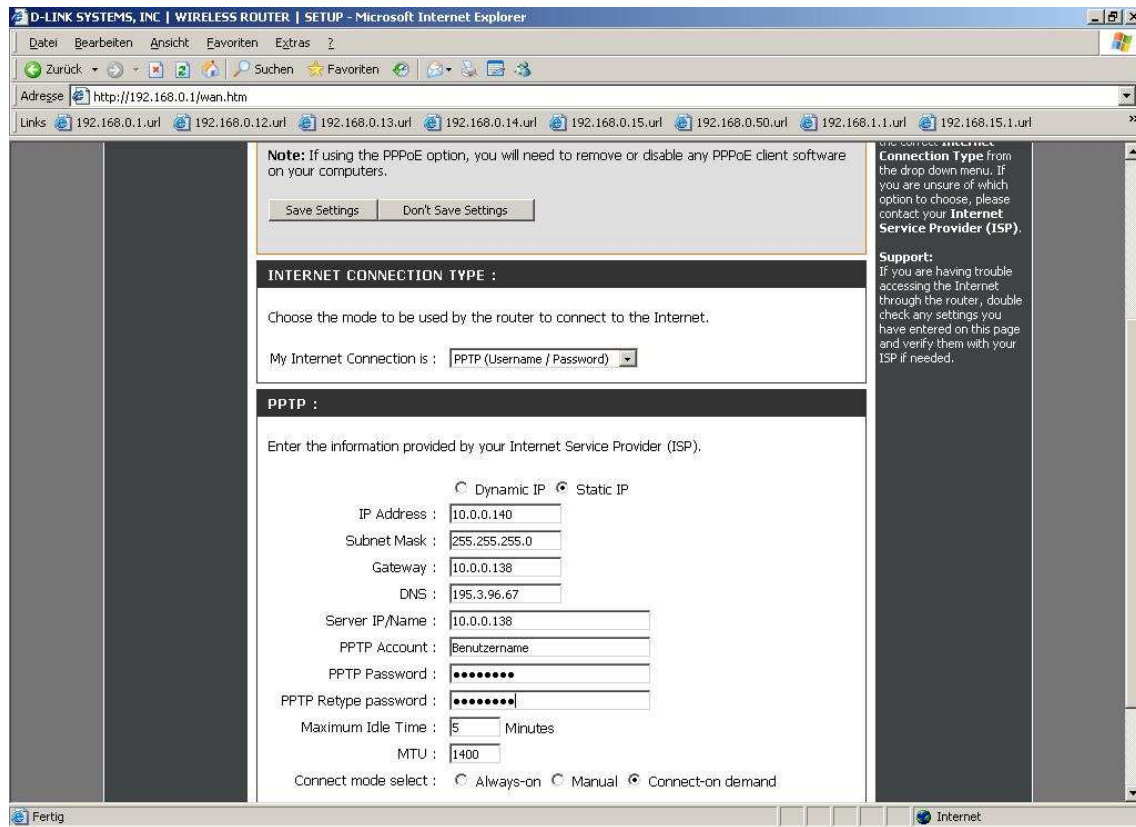 D-LINK SYSTEMS, INC | WIRELESS ROUTER | SETUP - Microsoft Internet Explorer
Datei Bearbeiten Ansicht Favoriten Extras ?
Zurück Suchen Favoriten
Adresse http://192.168.0.1/wan.htm
Links 192.168.0.1.url 192.168.0.12.url 192.168.0.13.url 192.168.0.14.url 192.168.0.15.url 192.168.0.50.url 192.168.1.1.url 192.168.15.1.url »
Note: If using the PPPoE option, you will need to remove or disable any PPPoE client software
on your computers.
Save Settings Don't Save Settings
INTERNET CONNECTION TYPE :
Choose the mode to be used by the router to connect to the Internet.
My Internet Connection is : PPTP (Username / Password)
PPTP :
Enter the information provided by your Internet Service Provider (ISP).
Dynamic IP Static IP
IP Address : 10.0.0.140
Subnet Mask : 255.255.255.0
Gateway : 10.0.0.138
DNS : 195.3.96.67
Server IP/Name : 10.0.0.138
PPTP Account : Benutzername
PPTP Password : ●●●●●●●●
PPTP Retype password : ●●●●●●●●
Maximum Idle Time : 5 Minutes
MTU : 1400
Connect mode select : Always-on Manual Connect-on demand
the correct Internet
Connection Type from
the drop down menu. If
you are unsure of which
option to choose, please
contact your Internet
Service Provider (ISP).
Support:
If you are having trouble
accessing the Internet
through the router, double
check any settings you
have entered on this page
and verify them with your
ISP if needed.
Fertig Internet